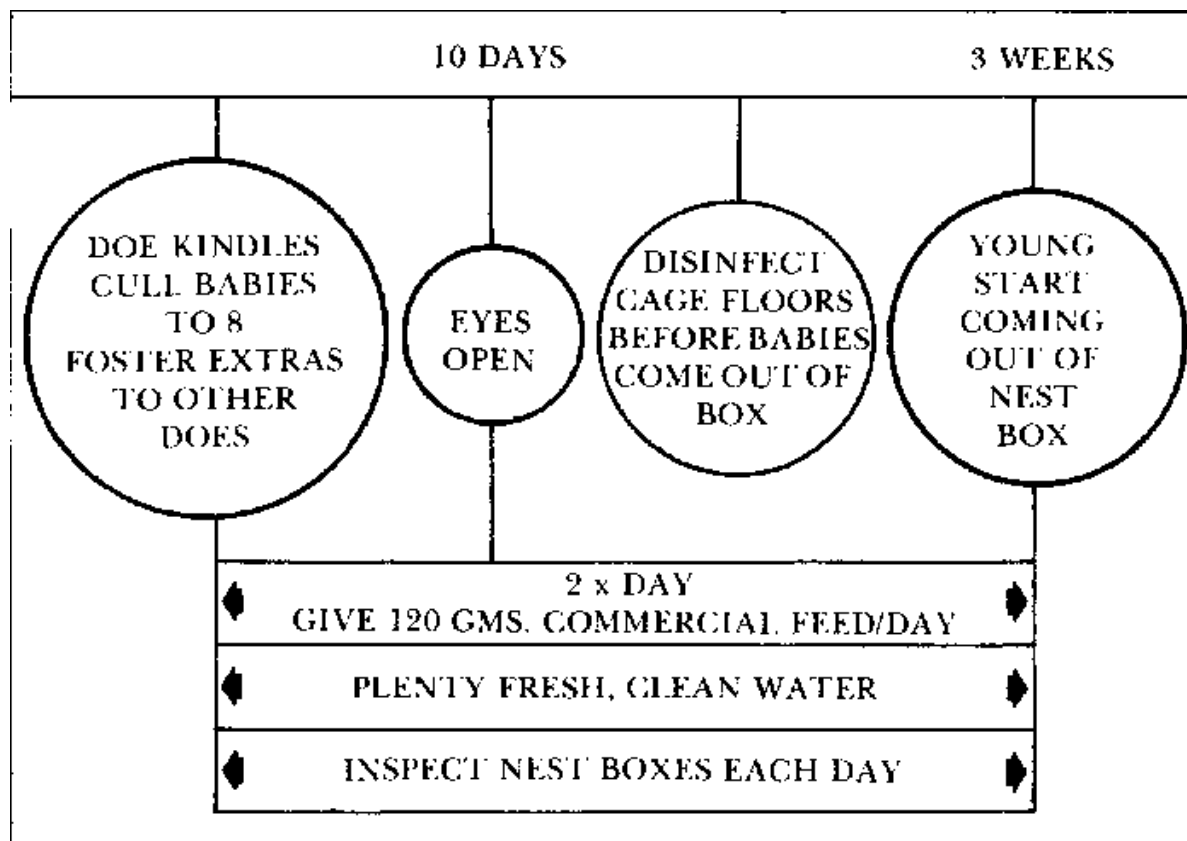 10 DAYS
3 WEEKS
DOE KINDLES
CULL BABIES
TO 8
FOSTER EXTRAS
TO OTHER
DOES
EYES
OPEN
DISINFECT
CAGE FLOORS
BEFORE BABIES
COME OUT OF
BOX
YOUNG
START
COMING
OUT OF
NEST
BOX
2 x DAY
GIVE 120 GMS. COMMERCIAL FEED/DAY
PLENTY FRESH, CLEAN WATER
INSPECT NEST BOXES EACH DAY